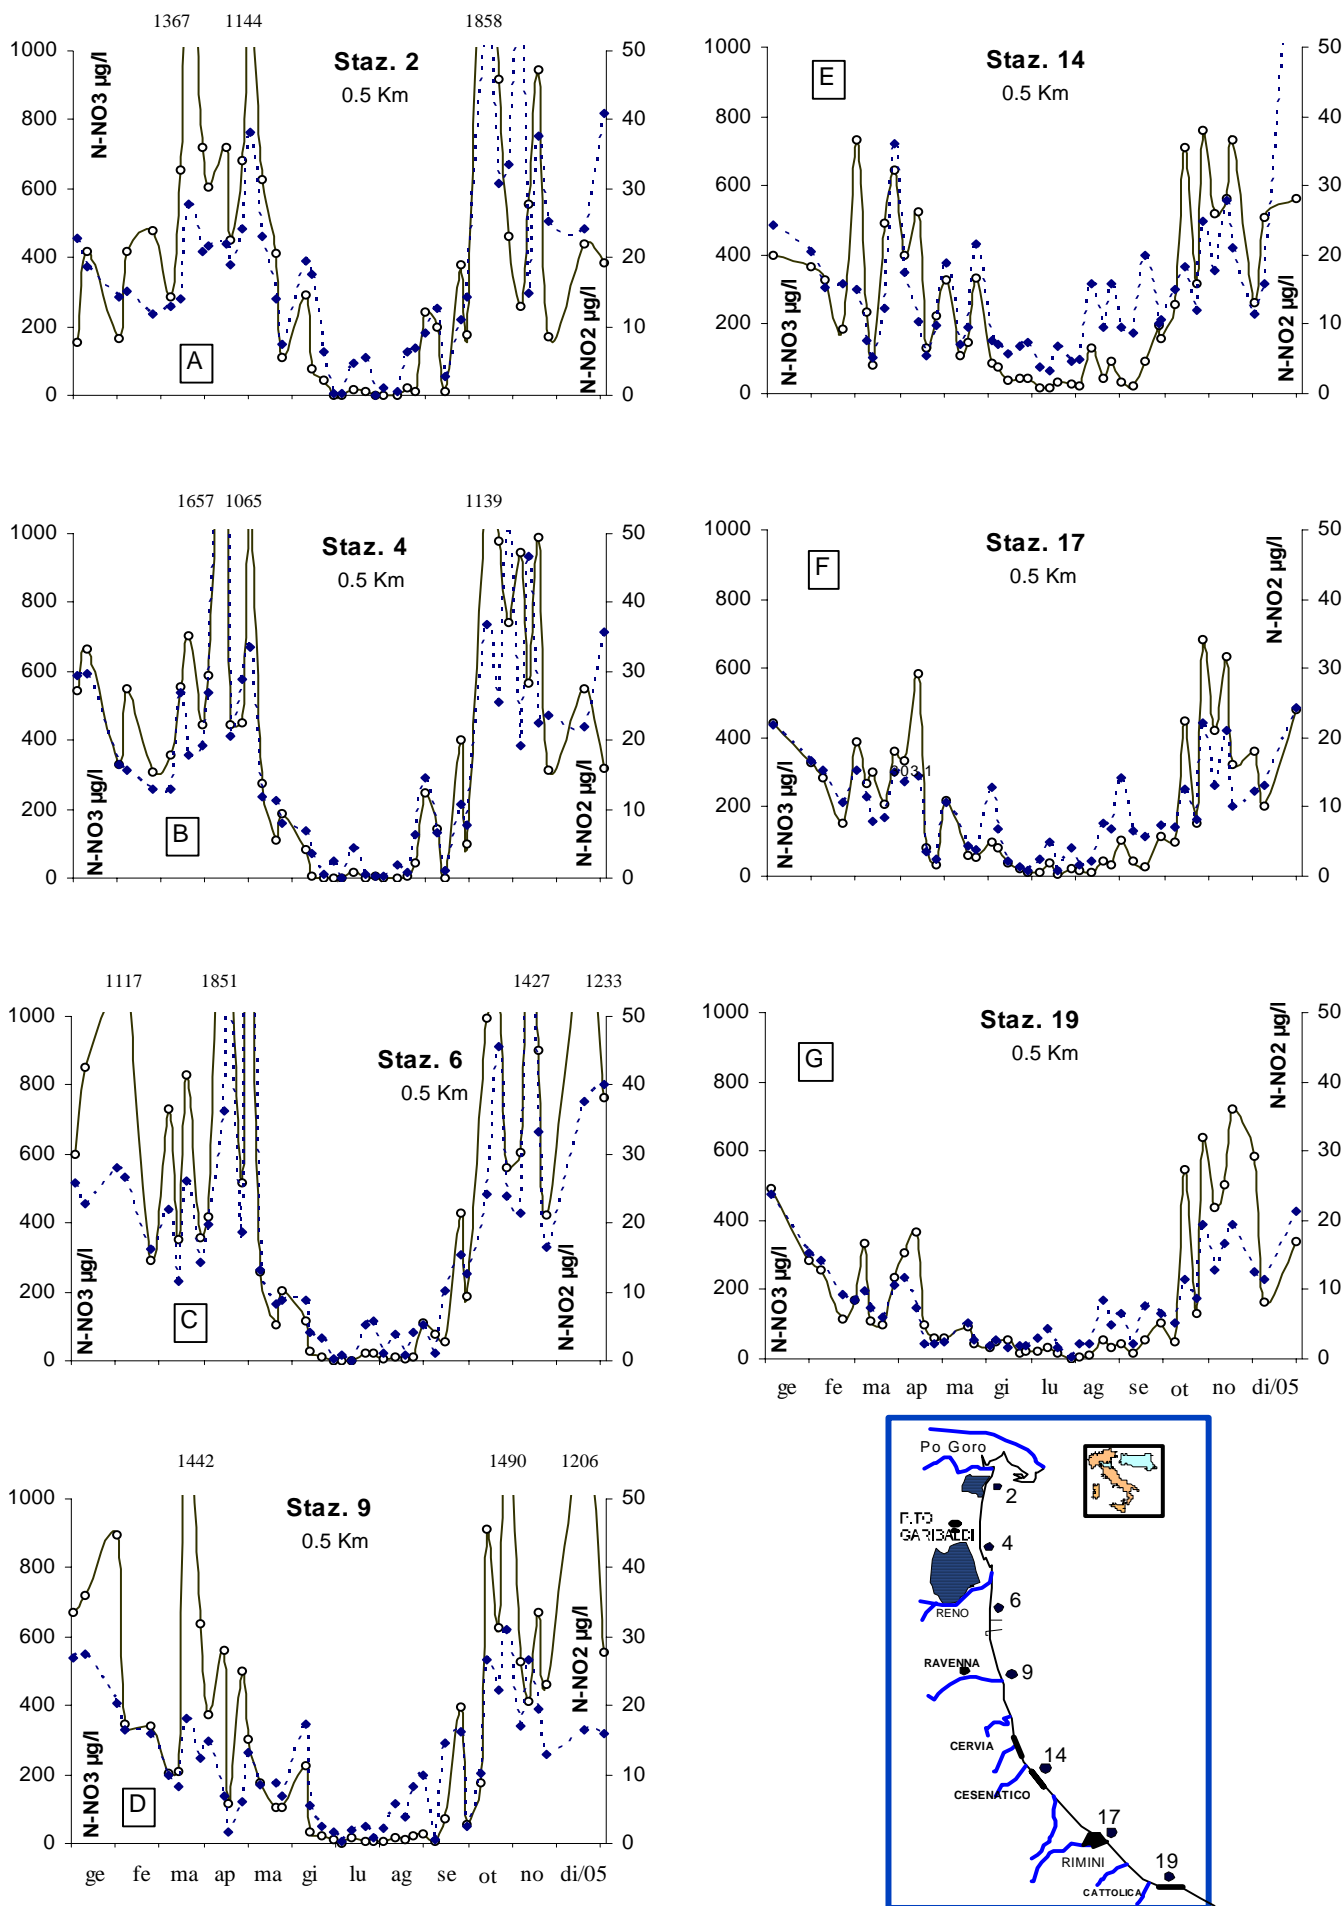 1367 1144 1858
1000
800
600
400
200
0
N-NO3 µg/l
Staz. 2
0.5 Km
A
50
40
30
20
10
0
N-NO2 µg/l
1000
800
600
400
200
0
N-NO3 µg/l
E
Staz. 14
0.5 Km
50
40
30
20
10
0
N-NO2 µg/l
1657 1065 1139
1000
800
600
400
200
0
N-NO3 µg/l
Staz. 4
0.5 Km
B
50
40
30
20
10
0
N-NO2 µg/l
1000
800
600
400
200
0
N-NO3 µg/l
F
Staz. 17
0.5 Km
50
40
30
20
10
0
N-NO2 µg/l
1117 1851 1427 1233
1000
800
600
400
200
0
N-NO3 µg/l
Staz. 6
0.5 Km
C
50
40
30
20
10
0
N-NO2 µg/l
1000
800
600
400
200
0
N-NO3 µg/l
G
Staz. 19
0.5 Km
50
40
30
20
10
0
N-NO2 µg/l
ge fe ma ap ma gi lu ag se ot no di/05
1442 1490 1206
1000
800
600
400
200
0
N-NO3 µg/l
Staz. 9
0.5 Km
D
50
40
30
20
10
0
N-NO2 µg/l
ge fe ma ap ma gi lu ag se ot no di/05
Po Goro
2
P.TO
GARIBALDI
4
6
RENO
RAVENNA
9
CERVIA
14
CESENATICO
17
RIMINI
19
CATTOLICA